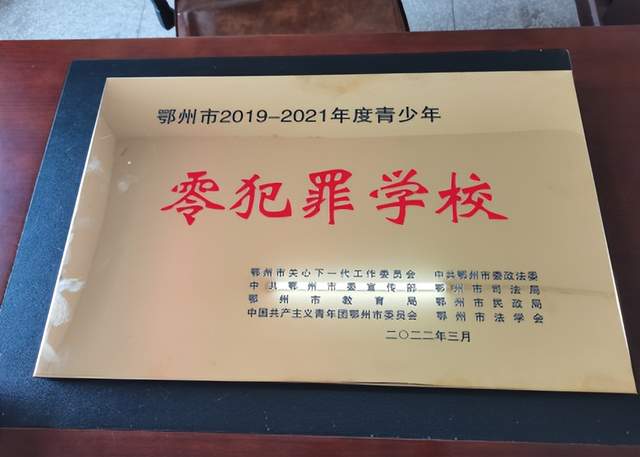 鄂州市2019-2021年度青少年
零犯罪学校
鄂州市关心下一代工作委员会 中共鄂州市委政法委
中共鄂州市委宣传部 鄂州市司法局
鄂州市教育局 鄂州市民政局
中国共产主义青年团鄂州市委员会 鄂州市法学会
二〇二二年三月